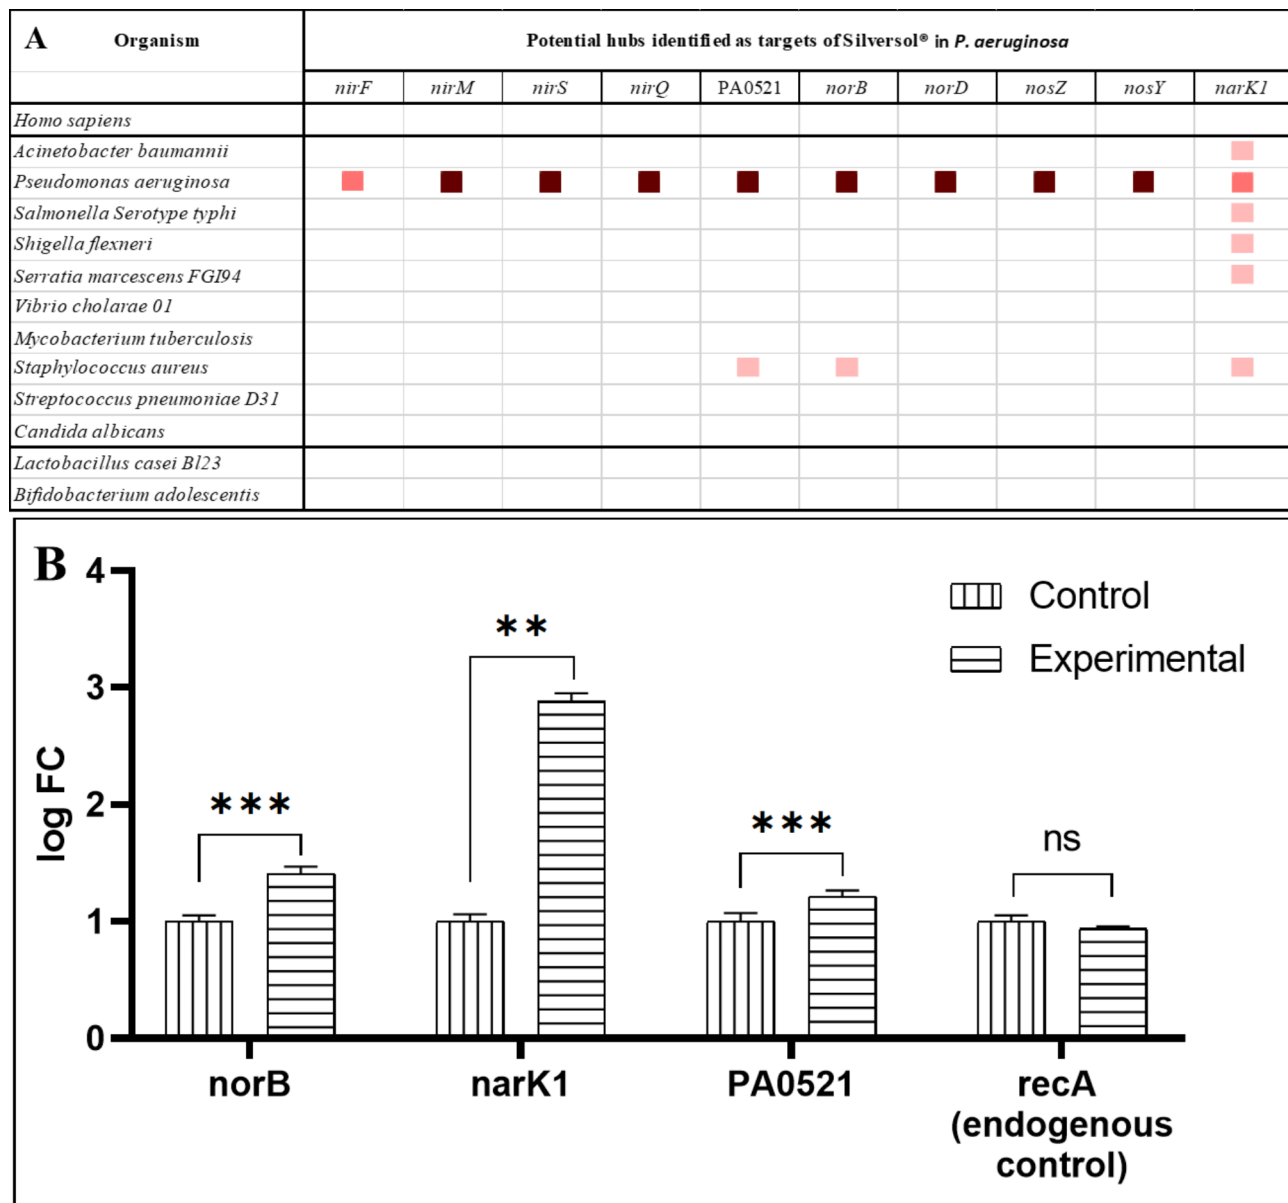 A
Organism
Potential hubs identified as targets of Silversol® in P. aeruginosa
nirF nirM nirS nirQ PA0521 norB norD nosZ nosY narK1
Homo sapiens
Acinetobacter baumannii
Pseudomonas aeruginosa
Salmonella Serotype typhi
Shigella flexneri
Serratia marcescens FGI94
Vibrio cholarae 01
Mycobacterium tuberculosis
Staphylococcus aureus
Streptococcus pneumoniae D31
Candida albicans
Lactobacillus casei Bl23
Bifidobacterium adolescentis
B
log FC
4
3
2
1
0
Control
Experimental
***
**
***
ns
norB narK1 PA0521 recA
(endogenous
control)